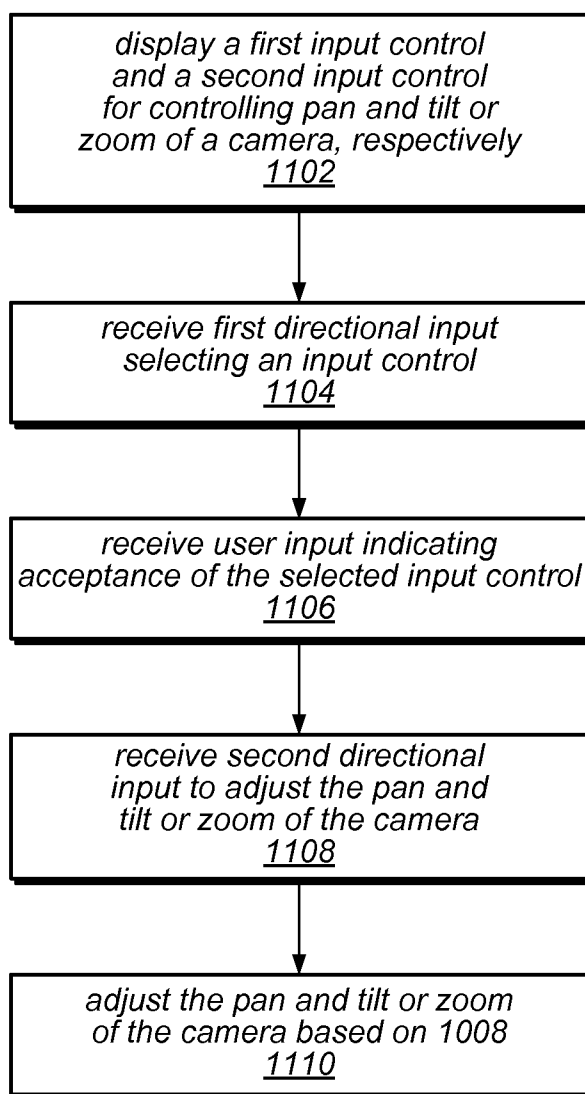 display a first input control
and a second input control
for controlling pan and tilt or
zoom of a camera, respectively
1102
receive first directional input
selecting an input control
1104
receive user input indicating
acceptance of the selected input control
1106
receive second directional
input to adjust the pan and
tilt or zoom of the camera
1108
adjust the pan and tilt or zoom
of the camera based on 1008
1110